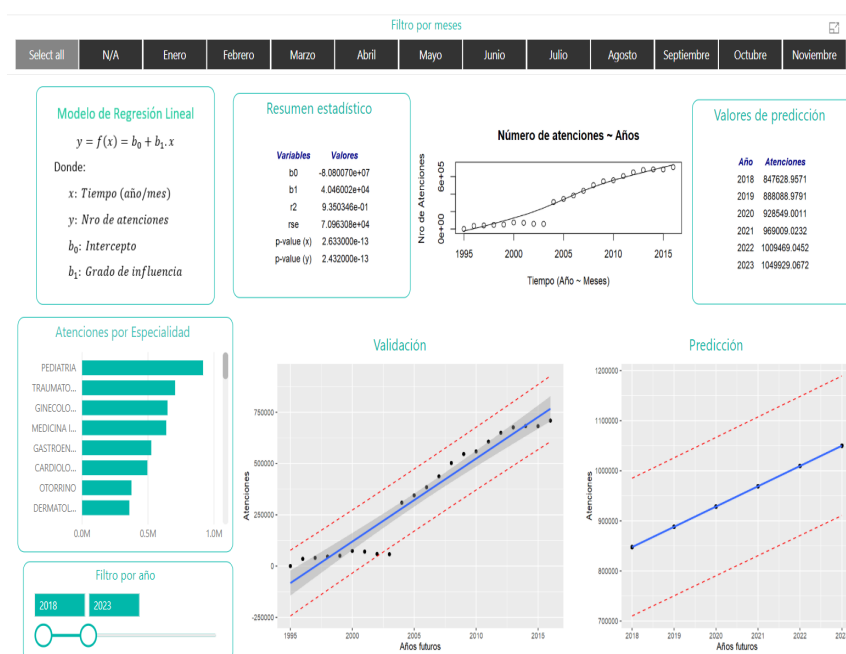 Filtro por meses
Select all N/A Enero Febrero Marzo Abril Mayo Junio Julio Agosto Septiembre Octubre Noviembre
Modelo de Regresión Lineal
y = f(x) = b₀ + b₁. x
Donde:
x: Tiempo (año/mes)
y: Nro de atenciones
b₀: Intercepto
b₁: Grado de influencia
Resumen estadístico
Variables Valores
b0 -8.080070e+07
b1 4.046002e+04
r2 9.350346e-01
rse 7.096308e+04
p-value (x) 2.633000e-13
p-value (y) 2.432000e-13
Número de atenciones ~ Años
Nro de Atenciones
6e+05
0e+00
1995 2000 2005 2010 2015
Tiempo (Año ~ Meses)
Valores de predicción
Año Atenciones
2018 847628.9571
2019 888088.9791
2020 928549.0011
2021 969009.0232
2022 1009469.0452
2023 1049929.0672
Atenciones por Especialidad
PEDIATRIA
TRAUMATO...
GINECOLO...
MEDICINA I...
GASTROEN...
CARDIOLO...
OTORRINO
DERMATOL...
0.0M 0.5M 1.0M
Filtro por año
2018 2023
Validación
Atenciones
750000
500000
250000
0
-250000
1995 2000 2005 2010 2015
Años futuros
Predicción
Atenciones
1200000
1100000
1000000
900000
800000
700000
2018 2019 2020 2021 2022 202
Años futuros